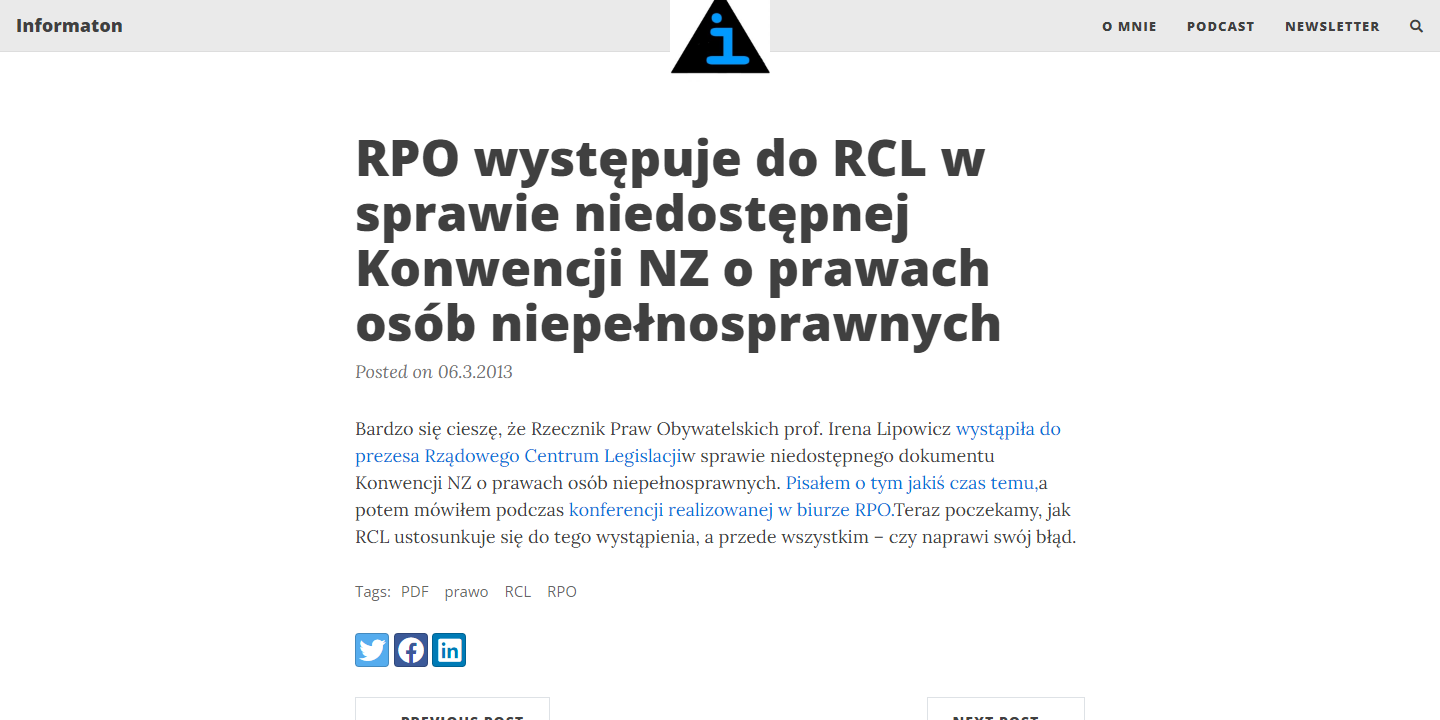 Informaton
i
O MNIE PODCAST NEWSLETTER
RPO występuje do RCL w
sprawie niedostępnej
Konwencji NZ o prawach
osób niepełnosprawnych
Posted on 06.3.2013
Bardzo się cieszę, że Rzecznik Praw Obywatelskich prof. Irena Lipowicz wystąpiła do
prezesa Rządowego Centrum Legislacjiw sprawie niedostępnego dokumentu
Konwencji NZ o prawach osób niepełnosprawnych. Pisałem o tym jakiś czas temu,a
potem mówiłem podczas konferencji realizowanej w biurze RPO.Teraz poczekamy, jak
RCL ustosunkuje się do tego wystąpienia, a przede wszystkim – czy naprawi swój błąd.
Tags: PDF prawo RCL RPO
PREVIOUS POST NEXT POST